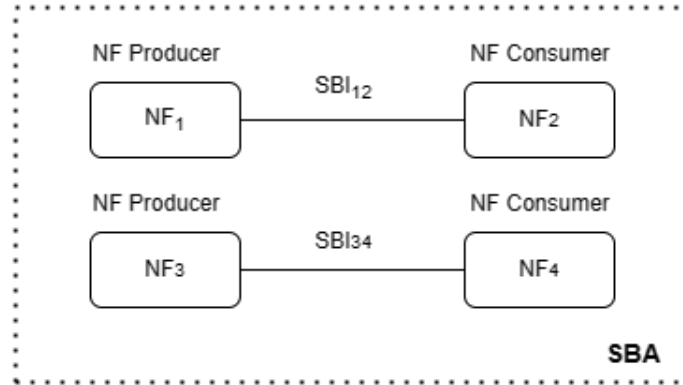 NF Producer
NF Consumer
SBI12
NF1
NF2
NF Producer
NF Consumer
SBI34
NF3
NF4
SBA